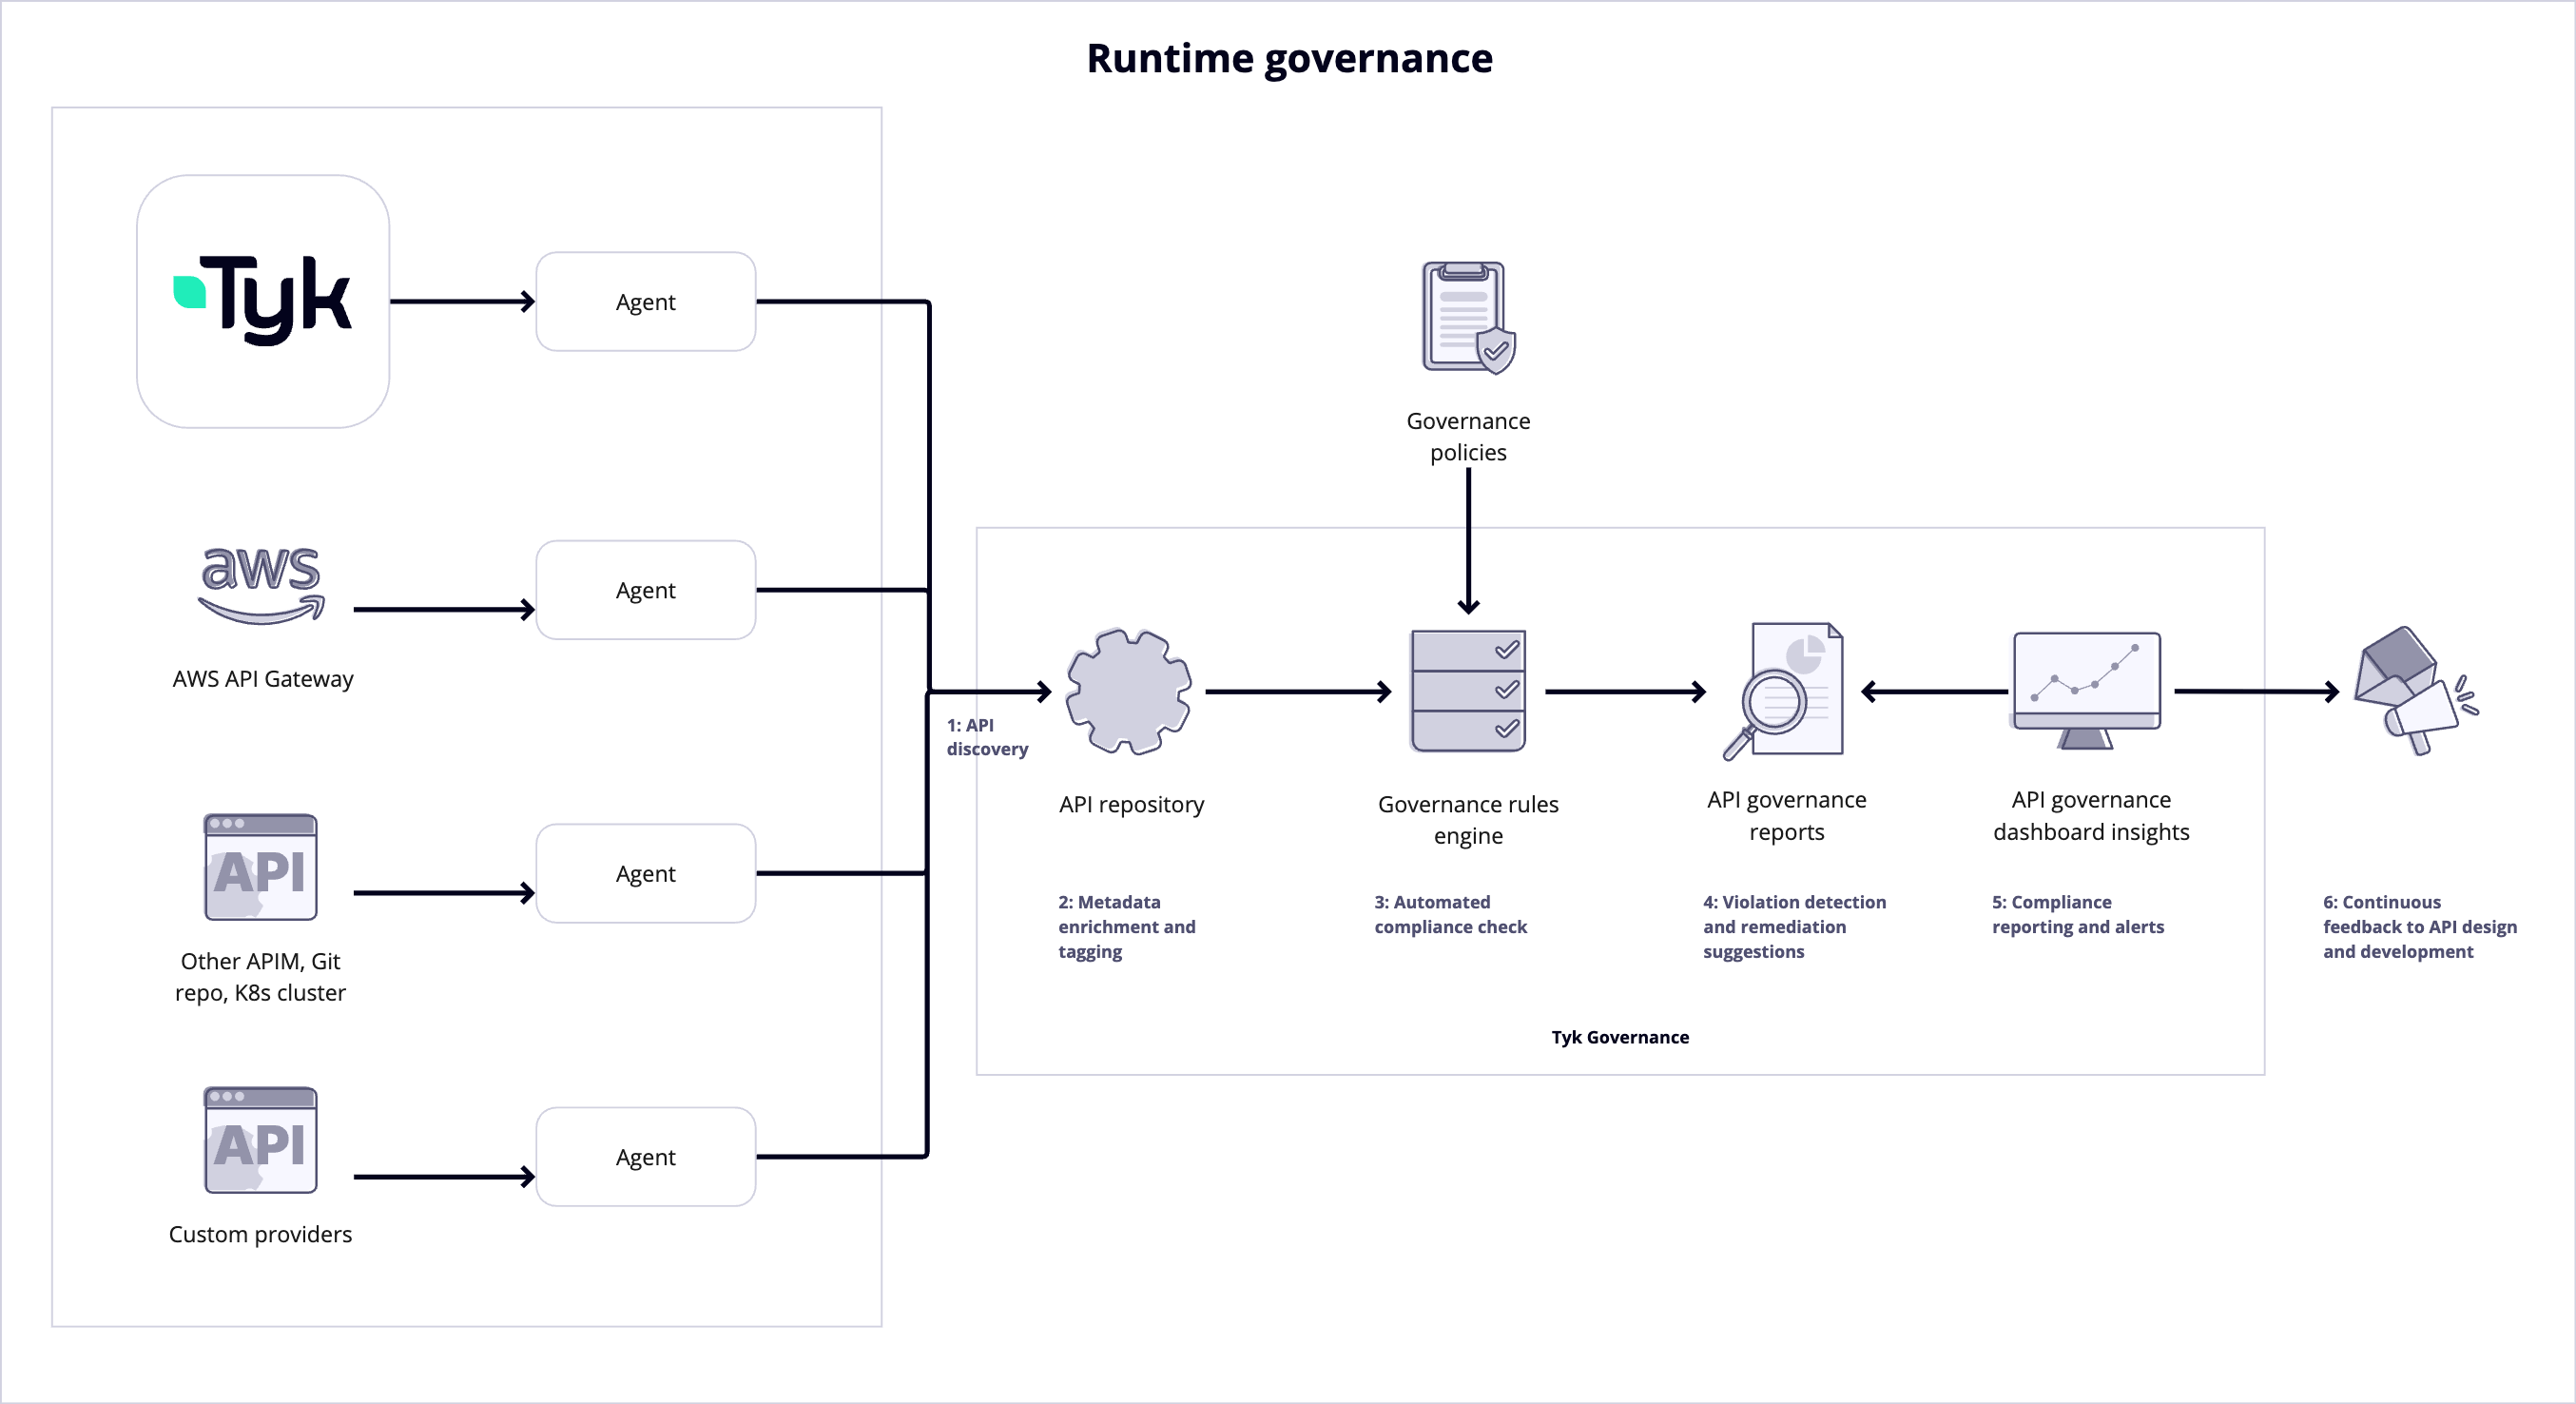 Runtime governance
Tyk
Agent
aws
AWS API Gateway
Agent
API
Other APIM, Git
repo, K8s cluster
Agent
API
Custom providers
Agent
Governance
policies
1: API
discovery
API repository
Governance rules
engine
API governance
reports
API governance
dashboard insights
2: Metadata
enrichment and
tagging
3: Automated
compliance check
4: Violation detection
and remediation
suggestions
5: Compliance
reporting and alerts
6: Continuous
feedback to API design
and development
Tyk Governance